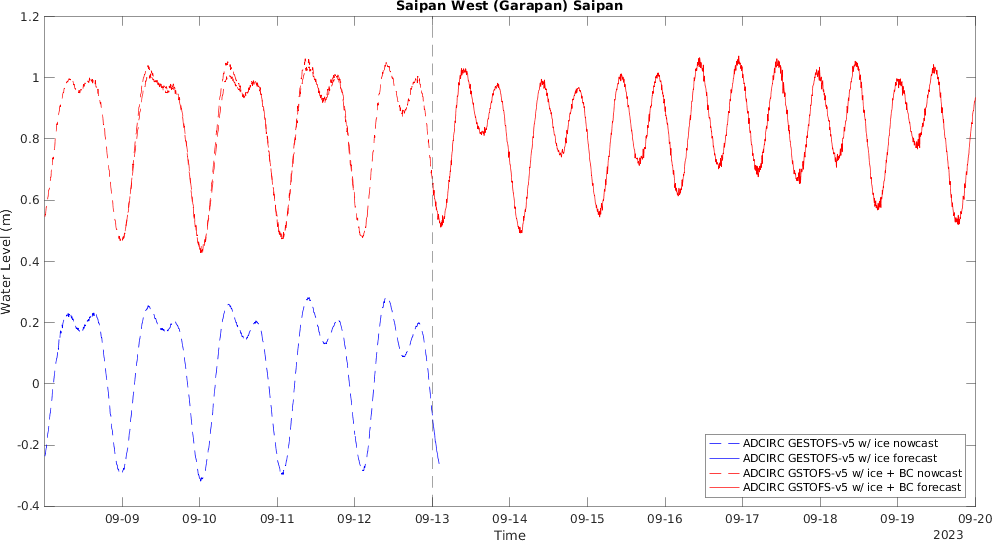 Saipan West (Garapan) Saipan
Water Level (m)
1.2
1
0.8
0.6
0.4
0.2
0
-0.2
-0.4
ADCIRC GESTOFS-v5 w/ ice nowcast
ADCIRC GESTOFS-v5 w/ ice forecast
ADCIRC GSTOFS-v5 w/ ice + BC nowcast
ADCIRC GSTOFS-v5 w/ ice + BC forecast
09-09 09-10 09-11 09-12 09-13 09-14 09-15 09-16 09-17 09-18 09-19 09-20
Time
2023